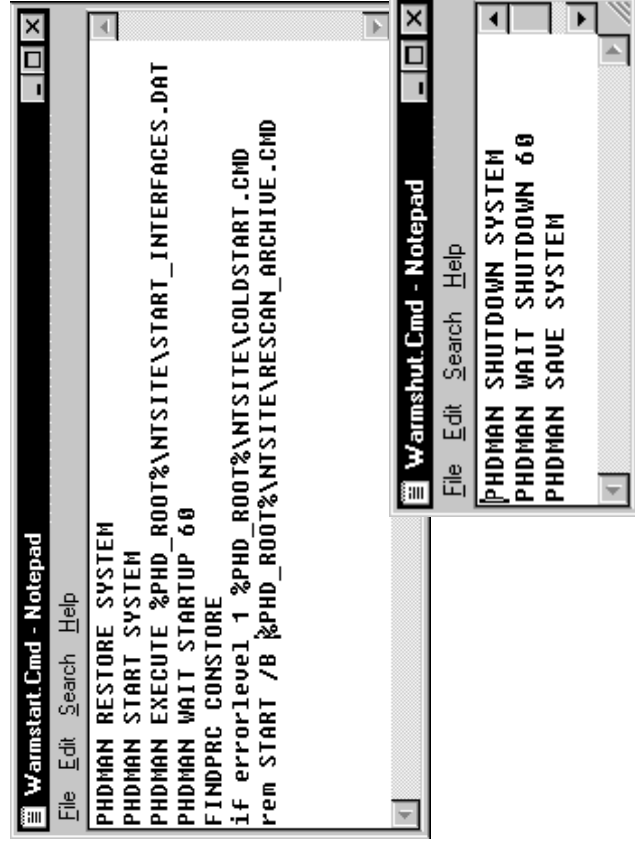 Warmstart.Cmd - Notepad
File Edit Search Help
PHDMAN RESTORE SYSTEM
PHDMAN START SYSTEM
PHDMAN EXECUTE %PHD_ROOT%\NTSITE\START_INTERFACES.DAT
PHDMAN WAIT STARTUP 60
FINDPRC CONSTORE
if errorlevel 1 %PHD_ROOT%\NTSITE\COLDSTART.CMD
rem START /B %PHD_ROOT%\NTSITE\RESCAN_ARCHIVE.CMD
Warmshut.Cmd - Notepad
File Edit Search Help
PHDMAN SHUTDOWN SYSTEM
PHDMAN WAIT SHUTDOWN 60
PHDMAN SAVE SYSTEM